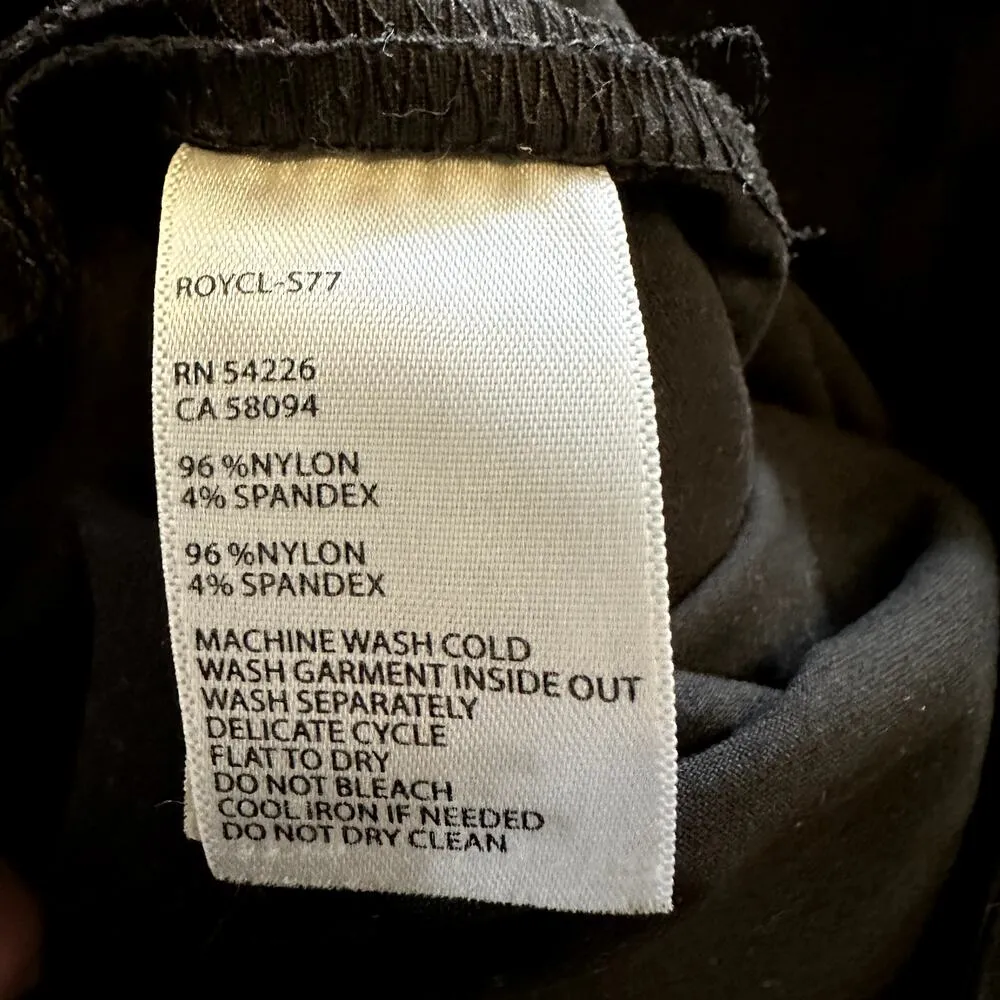 ROYCL-S77
RN 54226
CA 58094
96 %NYLON
4% SPANDEX
96 %NYLON
4% SPANDEX
MACHINE WASH COLD
WASH GARMENT INSIDE OUT
WASH SEPARATELY
DELICATE CYCLE
FLAT TO DRY
DO NOT BLEACH
COOL IRON IF NEEDED
DO NOT DRY CLEAN